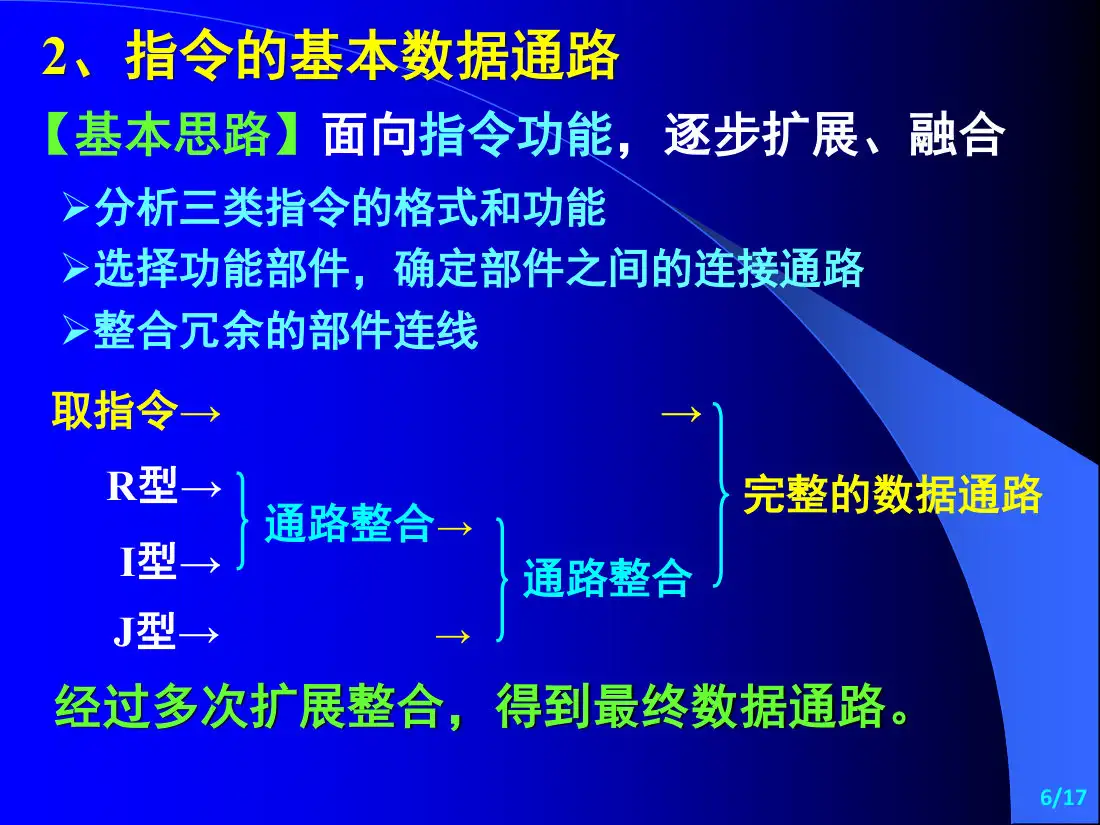 2、指令的基本数据通路
【基本思路】面向指令功能，逐步扩展、融合
➢分析三类指令的格式和功能
➢选择功能部件，确定部件之间的连接通路
➢整合冗余的部件连线
取指令→ →
R型→
完整的数据通路
通路整合→
I型→
通路整合
J型→ →
经过多次扩展整合，得到最终数据通路。
6/17